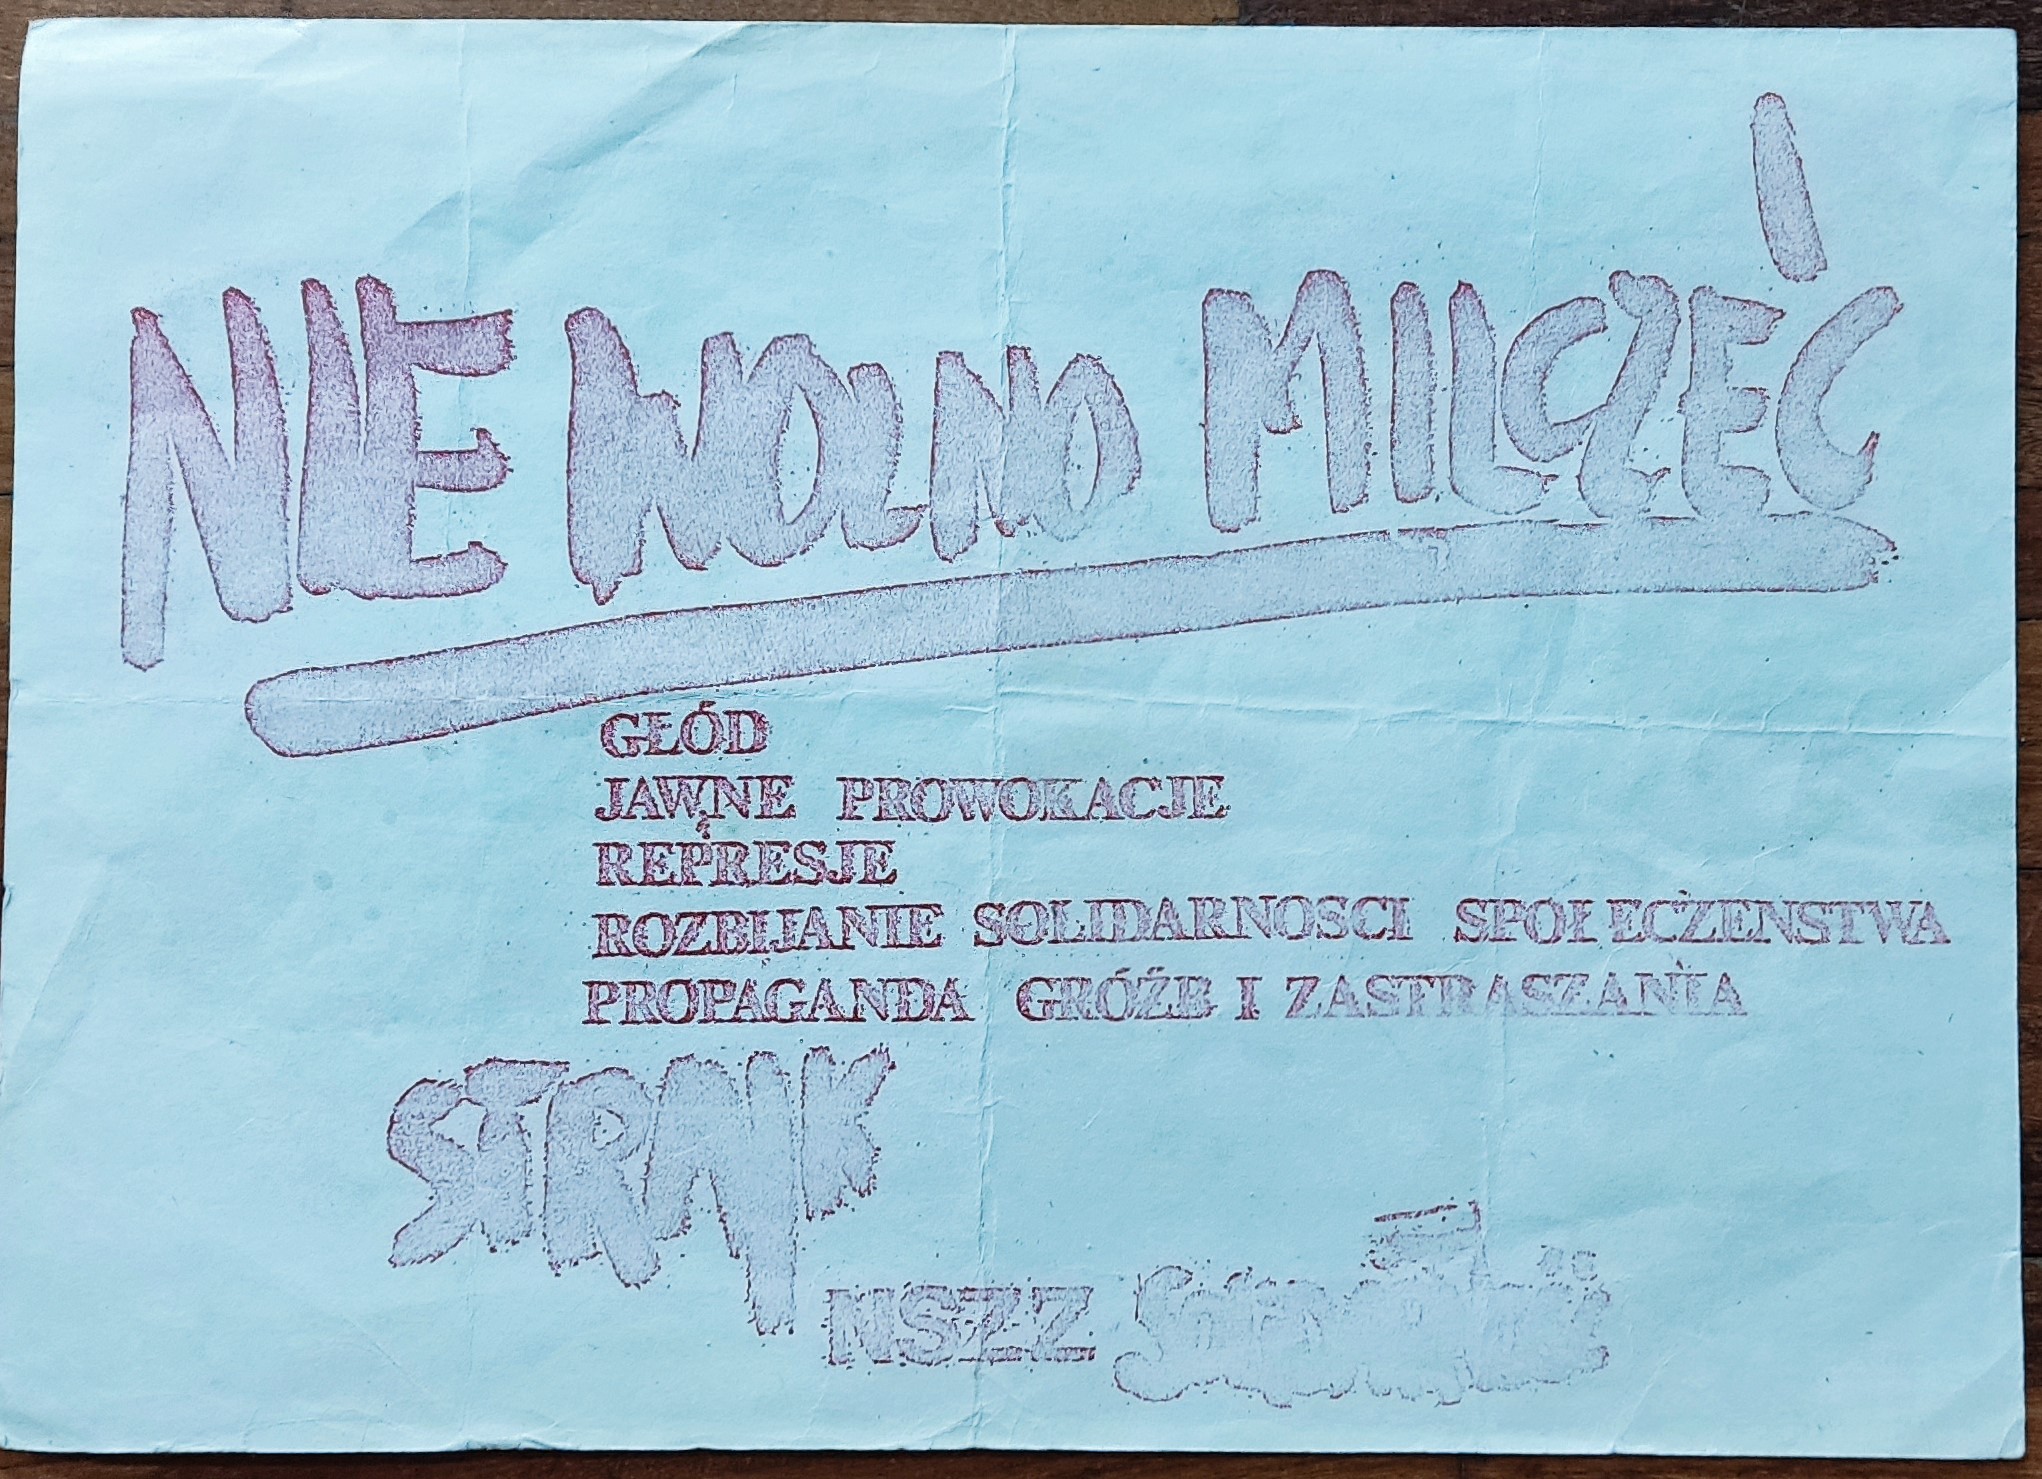 NIE WOLNO MILCZEĆ
GŁÓD
JAWNE PROWOKACJE
REPRESJE
ROZBIJANIE SOLIDARNOSCI SPOŁECZENSTWA
PROPAGANDA GRÓŹB I ZASTRASZANIA
STRAJK
NSZZ Solidarność